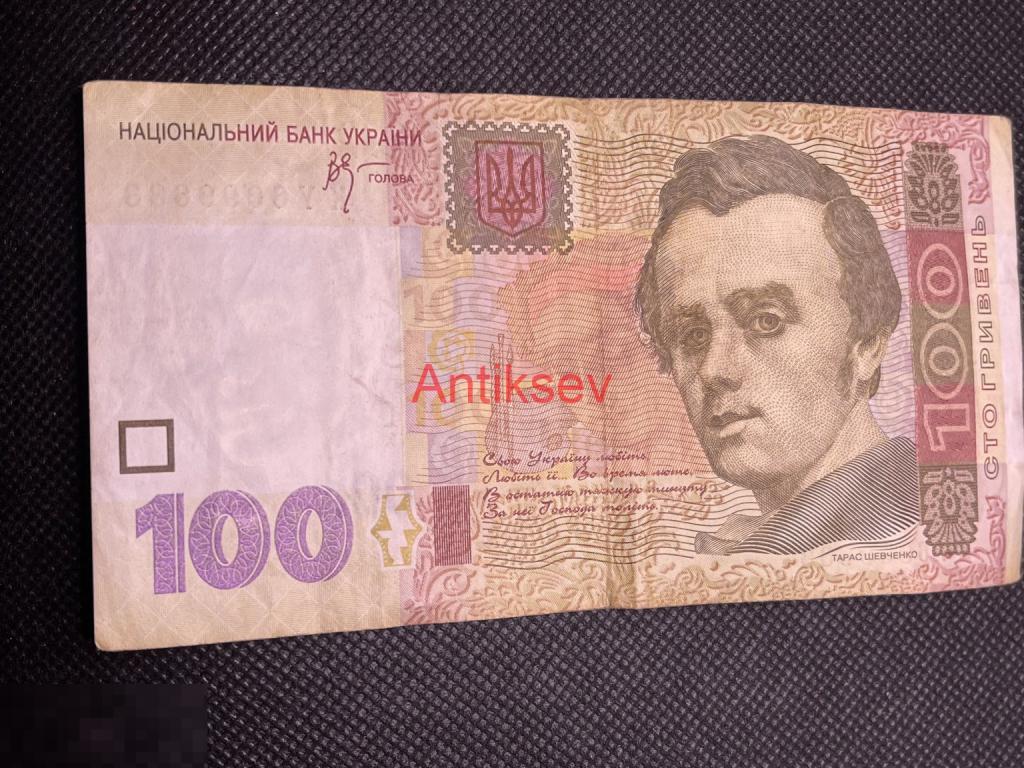 НАЦІОНАЛЬНИЙ БАНК УКРАЇНИ
ГОЛОВА
Antiksev
Свою Україну любіть,
Любіть її... Во время люте,
В остатню тяжкую минуту
За неї Господа моліть.
100
ТАРАС ШЕВЧЕНКО
100
СТО ГРИВЕНЬ